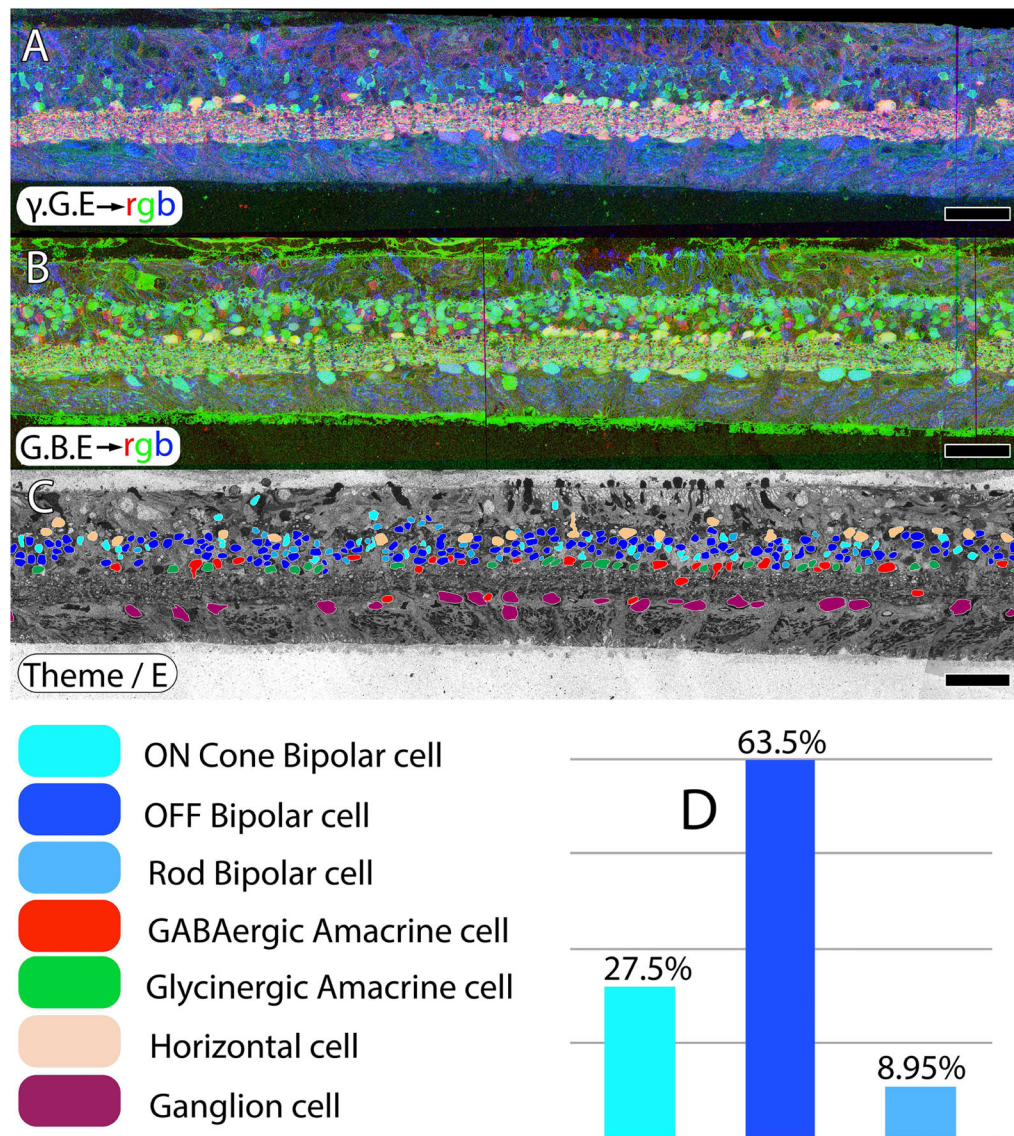 A
γ.G.E→rgb
B
G.B.E→rgb
C
Theme / E
ON Cone Bipolar cell
OFF Bipolar cell
Rod Bipolar cell
GABAergic Amacrine cell
Glycinergic Amacrine cell
Horizontal cell
Ganglion cell
D
63.5%
27.5%
8.95%